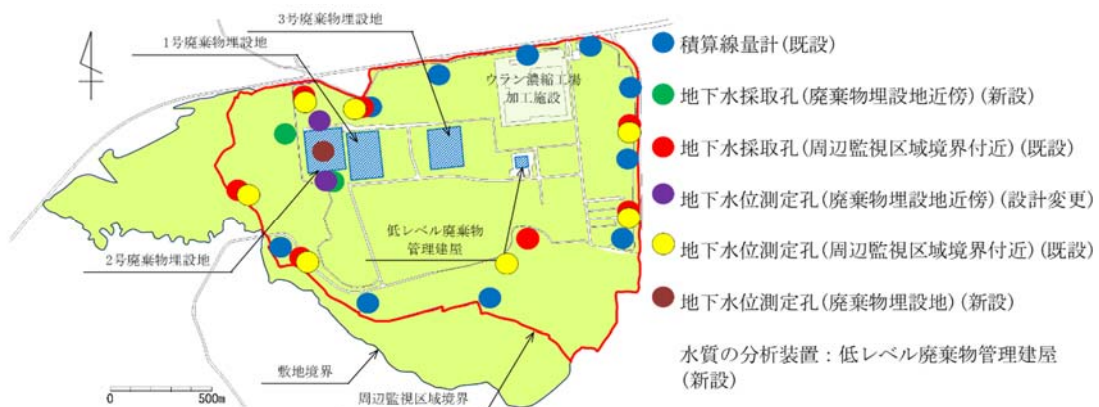 3号廃棄物埋設地
1号廃棄物埋設地
ウラン濃縮工場
加工施設
低レベル廃棄物
管理建屋
2号廃棄物埋設地
敷地境界
周辺監視区域境界
0
500m
積算線量計(既設)
地下水採取孔(廃棄物埋設地近傍)(新設)
地下水採取孔(周辺監視区域境界付近)(既設)
地下水位測定孔(廃棄物埋設地近傍)(設計変更)
地下水位測定孔(周辺監視区域境界付近)(既設)
地下水位測定孔(廃棄物埋設地)(新設)
水質の分析装置：低レベル廃棄物管理建屋
(新設)